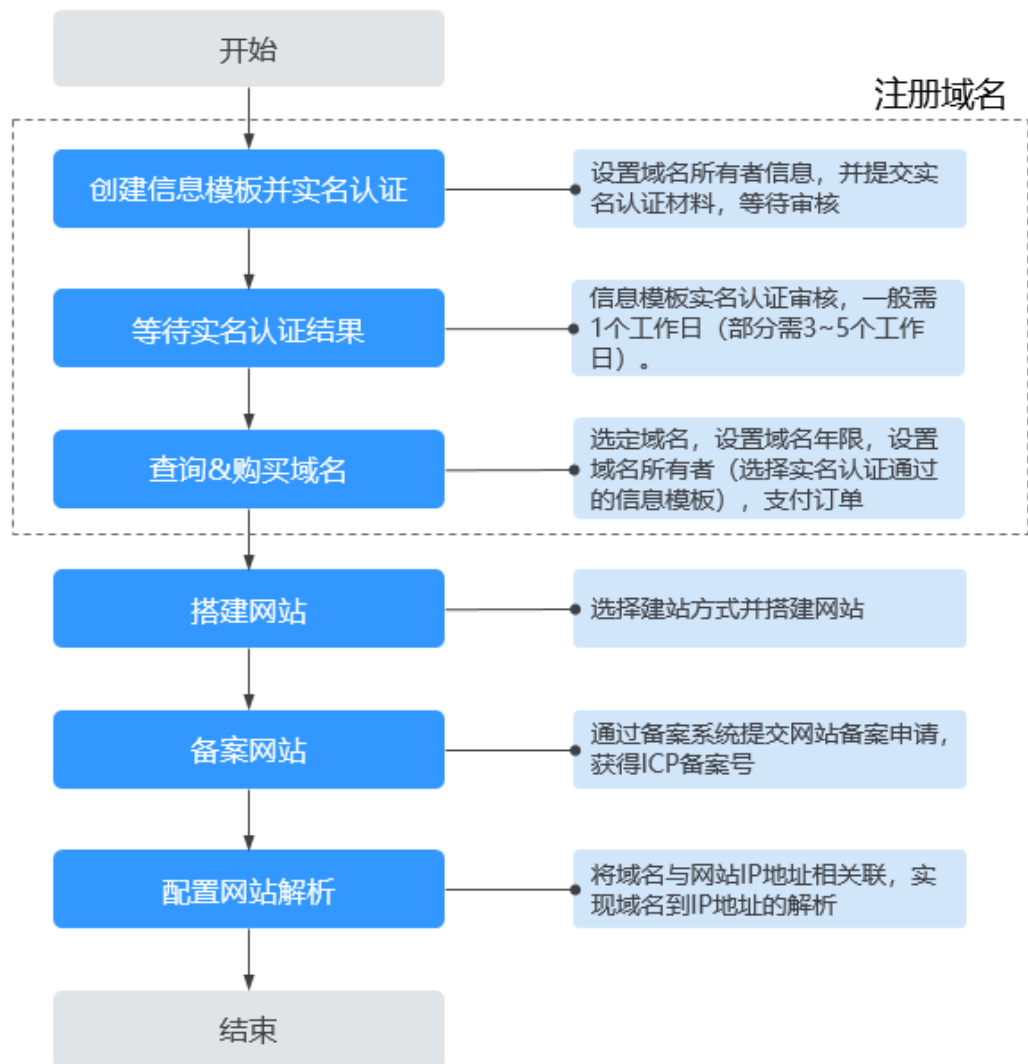 开始
注册域名
创建信息模板并实名认证
设置域名所有者信息，并提交实
名认证材料，等待审核
等待实名认证结果
信息模板实名认证审核，一般需
1个工作日（部分需3~5个工作
日）。
查询&购买域名
选定域名，设置域名年限，设置
域名所有者（选择实名认证通过
的信息模板），支付订单
搭建网站
选择建站方式并搭建网站
备案网站
通过备案系统提交网站备案申请，
获得ICP备案号
配置网站解析
将域名与网站IP地址相关联，实
现域名到IP地址的解析
结束